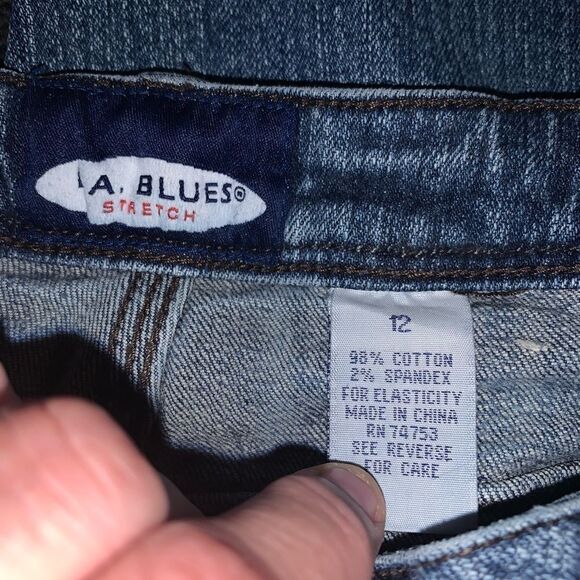 A. BLUES®
STRETCH
12
98% COTTON
2% SPANDEX
FOR ELASTICITY
MADE IN CHINA
RN 74753
SEE REVERSE
FOR CARE